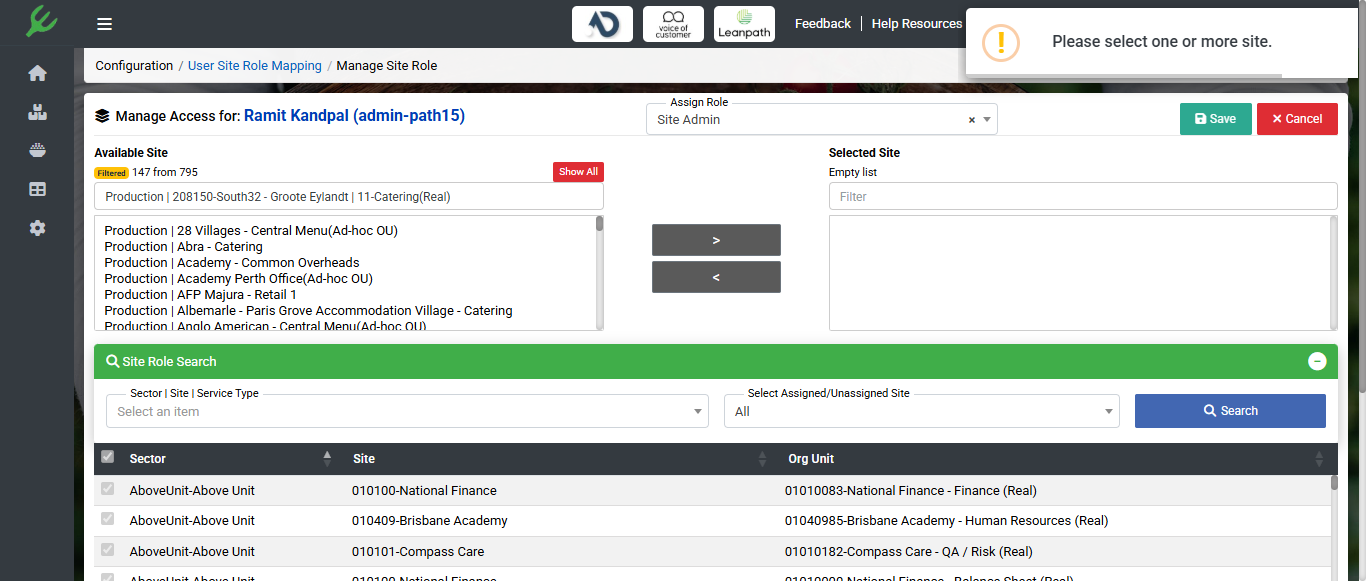 voice of
customer
Leanpath
Feedback
Help Resources
Please select one or more site.
Configuration / User Site Role Mapping / Manage Site Role
Manage Access for: Ramit Kandpal (admin-path15)
Assign Role
Site Admin
× ▾
Save
× Cancel
Available Site
Filtered 147 from 795
Show All
Production | 208150-South32 - Groote Eylandt | 11-Catering(Real)
Production | 28 Villages - Central Menu(Ad-hoc OU)
Production | Abra - Catering
Production | Academy - Common Overheads
Production | Academy Perth Office(Ad-hoc OU)
Production | AFP Majura - Retail 1
Production | Albemarle - Paris Grove Accommodation Village - Catering
Production | Anglo American - Central Menu(Ad-hoc OU)
>
<
Selected Site
Empty list
Filter
Site Role Search
Sector | Site | Service Type
Select an item
Select Assigned/Unassigned Site
All
Search
Sector Site Org Unit
AboveUnit-Above Unit 010100-National Finance 01010083-National Finance - Finance (Real)
AboveUnit-Above Unit 010409-Brisbane Academy 01040985-Brisbane Academy - Human Resources (Real)
AboveUnit-Above Unit 010101-Compass Care 01010182-Compass Care - QA / Risk (Real)
AboveUnit-Above Unit 010100-National Finance